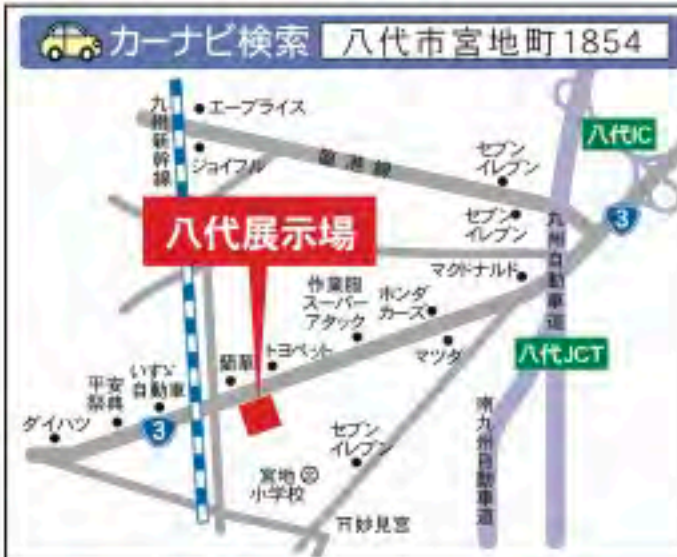 カーナビ検索 八代市宮地町1854
九州新幹線
エープライス
ジョイフル
臨港線
セブン
イレブン
セブン
イレブン
八代IC
3
九州自動車道
八代展示場
マクドナルド
作業服
スーパー
アタック
ホンダ
カーズ
マツダ
八代JCT
トヨペット
蘭華
いすゞ
自動車
平安
祭典
ダイハツ
3
セブン
イレブン
宮地
小学校
妙見宮
南九州自動車道